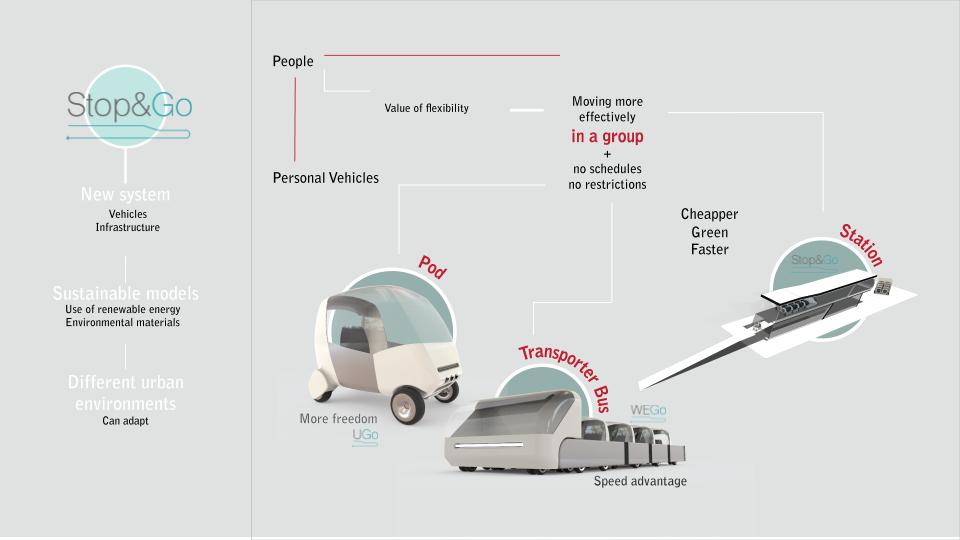 Stop&Go
New system
Vehicles
Infrastructure
Sustainable models
Use of renewable energy
Environmental materials
Different urban
environments
Can adapt
People
Value of flexibility
Personal Vehicles
Moving more
effectively
in a group
+
no schedules
no restrictions
Cheapper
Green
Faster
Pod
More freedom
UGo
Transporter Bus
WEGo
Speed advantage
Station
Stop&Go